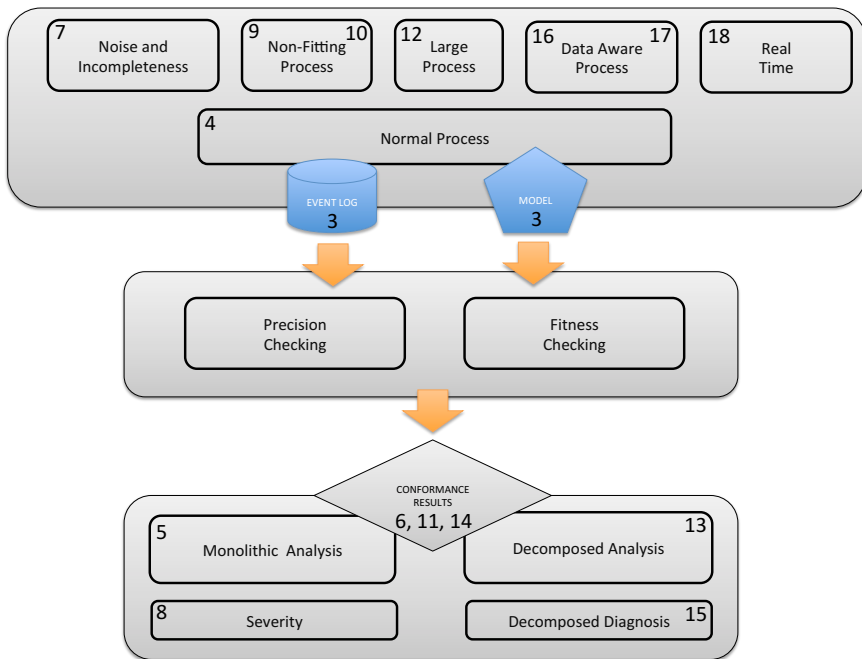 7
Noise and
Incompleteness
9
10
Non-Fitting
Process
12
Large
Process
16
17
Data Aware
Process
18
Real
Time
4
Normal Process
EVENT LOG
3
MODEL
3
Precision
Checking
Fitness
Checking
CONFORMANCE
RESULTS
6, 11, 14
5
Monolithic Analysis
13
Decomposed Analysis
8
Severity
15
Decomposed Diagnosis